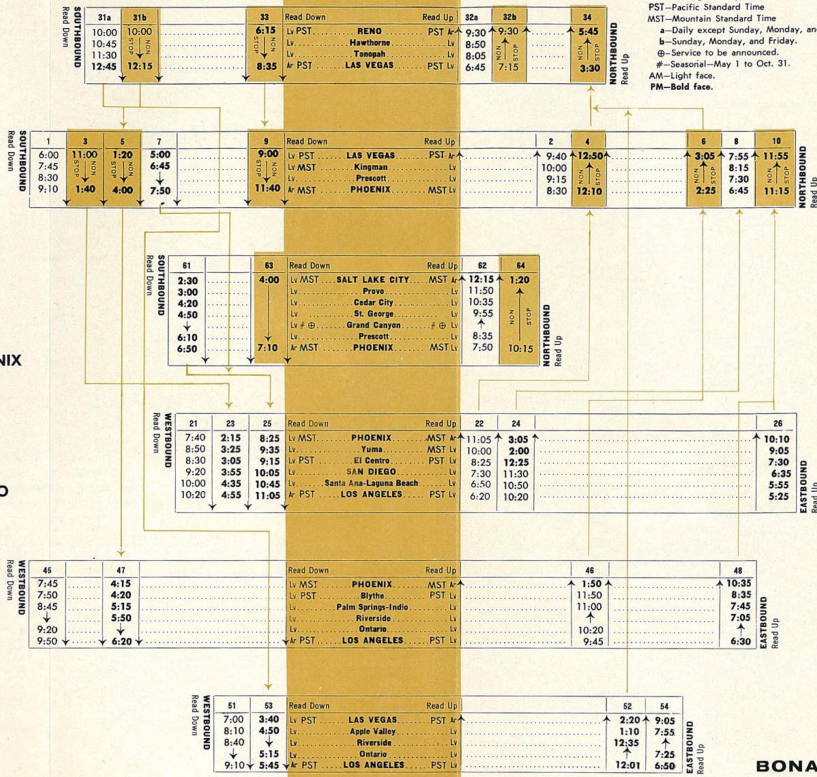 PST—Pacific Standard Time
MST—Mountain Standard Time
a—Daily except Sunday, Monday, and
b—Sunday, Monday, and Friday.
⊕—Service to be announced.
#—Seasonal—May 1 to Oct. 31.
AM—Light face.
PM—Bold face.
SOUTHBOUND Read Down
31a 31b 33 Read Down Read Up 32a 32b 34
10:00 10:00 6:15 Lv PST RENO PST Ar 9:30 9:30 5:45
10:45 NON STOP NON STOP Hawthorne 8:50 NON STOP NON STOP
11:30 Tonopah 8:05
12:45 12:15 8:35 Ar PST LAS VEGAS PST Lv 6:45 7:15 3:30
NORTHBOUND Read Up
SOUTHBOUND Read Down
1 3 5 7 9 Read Down Read Up 2 4 6 8 10
6:00 11:00 1:20 5:00 9:00 Lv PST LAS VEGAS PST Ar 9:40 12:50 3:05 7:55 11:55
7:45 NON STOP NON STOP 6:45 NON STOP Lv MST Kingman Lv 10:00 NON STOP NON STOP 8:15 NON STOP
8:30 Lv Prescott Lv 9:15 7:30
9:10 1:40 4:00 7:50 11:40 Ar MST PHOENIX MST Lv 8:30 12:10 2:25 6:45 11:15
NORTHBOUND Read Up
SOUTHBOUND Read Down
61 63 Read Down Read Up 62 64
2:30 4:00 Lv MST SALT LAKE CITY MST Ar 12:15 1:20
3:00 Lv Provo Lv 11:50
4:20 Lv Cedar City Lv 10:35 NON STOP
4:50 Lv St. George Lv 9:55
Lv # ⊕ Grand Canyon # ⊕ Lv
6:10 Lv Prescott Lv 8:35
6:50 7:10 Ar MST PHOENIX MST Lv 7:50 10:15
NORTHBOUND Read Up
NIX
WESTBOUND Read Down
21 23 25 Read Down Read Up 22 24 26
7:40 2:15 8:25 Lv MST PHOENIX MST Ar 11:05 3:05 10:10
8:50 3:25 9:35 Lv Yuma MST Lv 10:00 2:00 9:05
8:30 3:05 9:15 Lv PST El Centro PST Lv 8:25 12:25 7:30
9:20 3:55 10:05 Lv SAN DIEGO Lv 7:30 11:30 6:35
10:00 4:35 10:45 Lv Santa Ana-Laguna Beach Lv 6:50 10:50 5:55
10:20 4:55 11:05 Ar PST LOS ANGELES PST Lv 6:20 10:20 5:25
EASTBOUND Read Up
O
WESTBOUND Read Down
45 47 Read Down Read Up 46 48
7:45 4:15 Lv MST PHOENIX MST Ar 1:50 10:35
7:50 4:20 Lv PST Blythe PST Lv 11:50 8:35
8:45 5:15 Lv Palm Springs-Indio Lv 11:00 7:45
5:50 Lv Riverside Lv 7:05
9:20 Lv Ontario Lv 10:20
9:50 6:20 Ar PST LOS ANGELES PST Lv 9:45 6:30
EASTBOUND Read Up
WESTBOUND Read Down
51 53 Read Down Read Up 52 54
7:00 3:40 Lv PST LAS VEGAS PST Ar 2:20 9:05
8:10 4:50 Lv Apple Valley Lv 1:10 7:55
8:40 Lv Riverside Lv 12:35
5:15 Lv Ontario Lv 7:25
9:10 5:45 Ar PST LOS ANGELES PST Lv 12:01 6:50
EASTBOUND Read Up
BONA